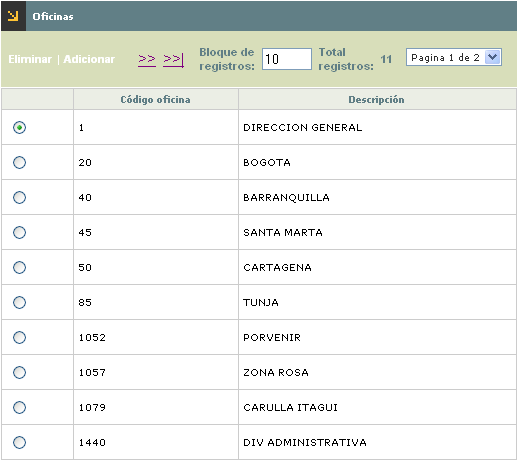 Oficinas
Eliminar | Adicionar >> >>| Bloque de registros: 10 Total registros: 11 Pagina 1 de 2
Código oficina Descripción
1 DIRECCION GENERAL
20 BOGOTA
40 BARRANQUILLA
45 SANTA MARTA
50 CARTAGENA
85 TUNJA
1052 PORVENIR
1057 ZONA ROSA
1079 CARULLA ITAGUI
1440 DIV ADMINISTRATIVA